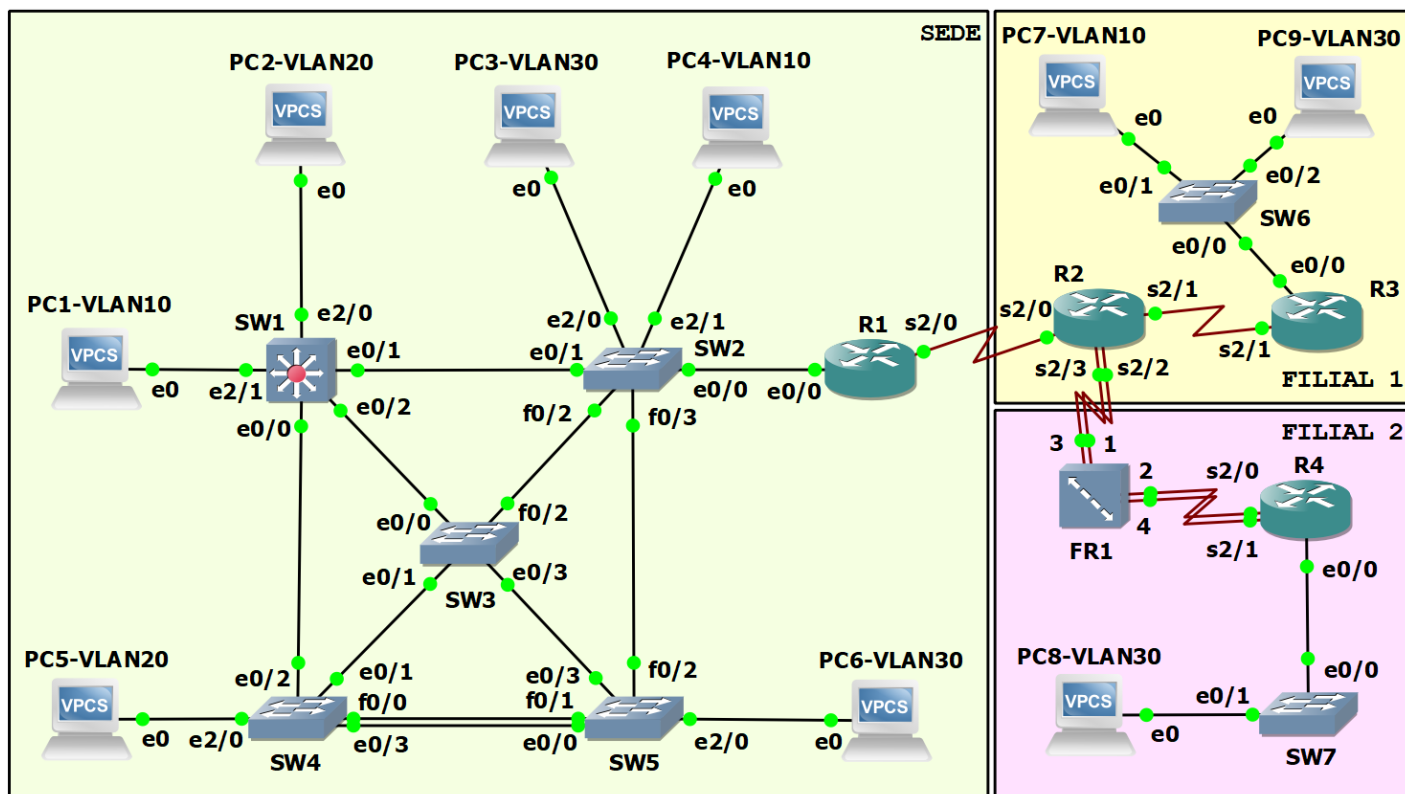 SEDE
PC2-VLAN20
PC3-VLAN30
PC4-VLAN10
VPCS
VPCS
VPCS
e0
e0
e0
PC1-VLAN10
VPCS
e0
e2/1
SW1
e2/0
e0/1
e0/2
e0/0
e2/0
e2/1
e0/1
SW2
e0/0
f0/2
f0/3
R1
s2/0
e0/0
e0/0
f0/2
e0/1
e0/3
SW3
PC5-VLAN20
VPCS
e0
e2/0
e0/2
e0/1
f0/0
e0/3
SW4
e0/3
f0/2
f0/1
e0/0
SW5
e2/0
PC6-VLAN30
VPCS
e0
PC7-VLAN10
PC9-VLAN30
VPCS
VPCS
e0
e0
e0/1
e0/2
SW6
e0/0
e0/0
R2
s2/0
s2/1
s2/1
R3
s2/3
s2/2
FILIAL 1
FILIAL 2
3
1
2
4
FR1
s2/0
R4
s2/1
e0/0
PC8-VLAN30
VPCS
e0
e0/1
e0/0
SW7